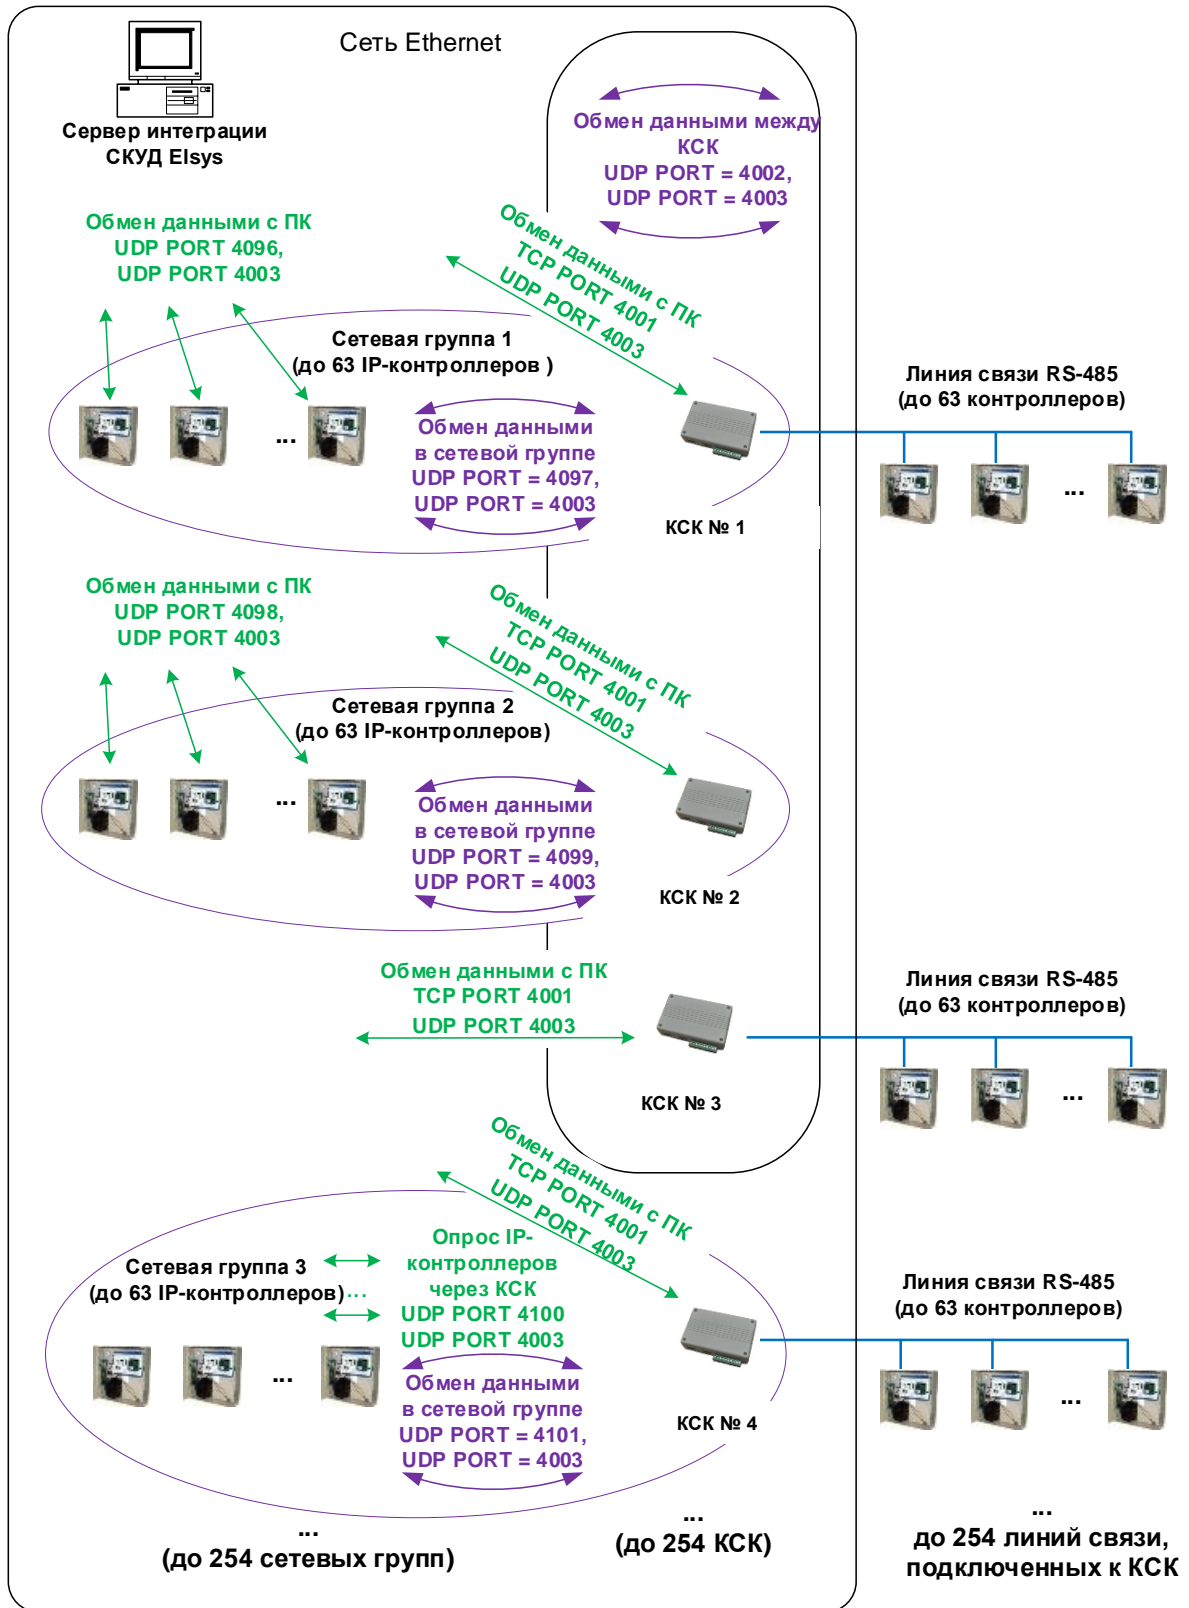 Сеть Ethernet
Сервер интеграции
СКУД Elsys
Обмен данными между
КСК
UDP PORT = 4002,
UDP PORT = 4003
Обмен данными с ПК
UDP PORT 4096,
UDP PORT 4003
Обмен данными с ПК
TCP PORT 4001
UDP PORT 4003
Сетевая группа 1
(до 63 IP-контроллеров )
...
Обмен данными
в сетевой группе
UDP PORT = 4097,
UDP PORT = 4003
КСК № 1
Линия связи RS-485
(до 63 контроллеров)
...
Обмен данными с ПК
UDP PORT 4098,
UDP PORT 4003
Обмен данными с ПК
TCP PORT 4001
UDP PORT 4003
Сетевая группа 2
(до 63 IP-контроллеров)
...
Обмен данными
в сетевой группе
UDP PORT = 4099,
UDP PORT = 4003
КСК № 2
Обмен данными с ПК
TCP PORT 4001
UDP PORT 4003
КСК № 3
Линия связи RS-485
(до 63 контроллеров)
...
Обмен данными с ПК
TCP PORT 4001
UDP PORT 4003
Сетевая группа 3
(до 63 IP-контроллеров)
...
Опрос IP-
контроллеров
через КСК
UDP PORT 4100
UDP PORT 4003
...
Обмен данными
в сетевой группе
UDP PORT = 4101,
UDP PORT = 4003
КСК № 4
Линия связи RS-485
(до 63 контроллеров)
...
...
(до 254 сетевых групп)
...
(до 254 КСК)
...
до 254 линий связи,
подключенных к КСК